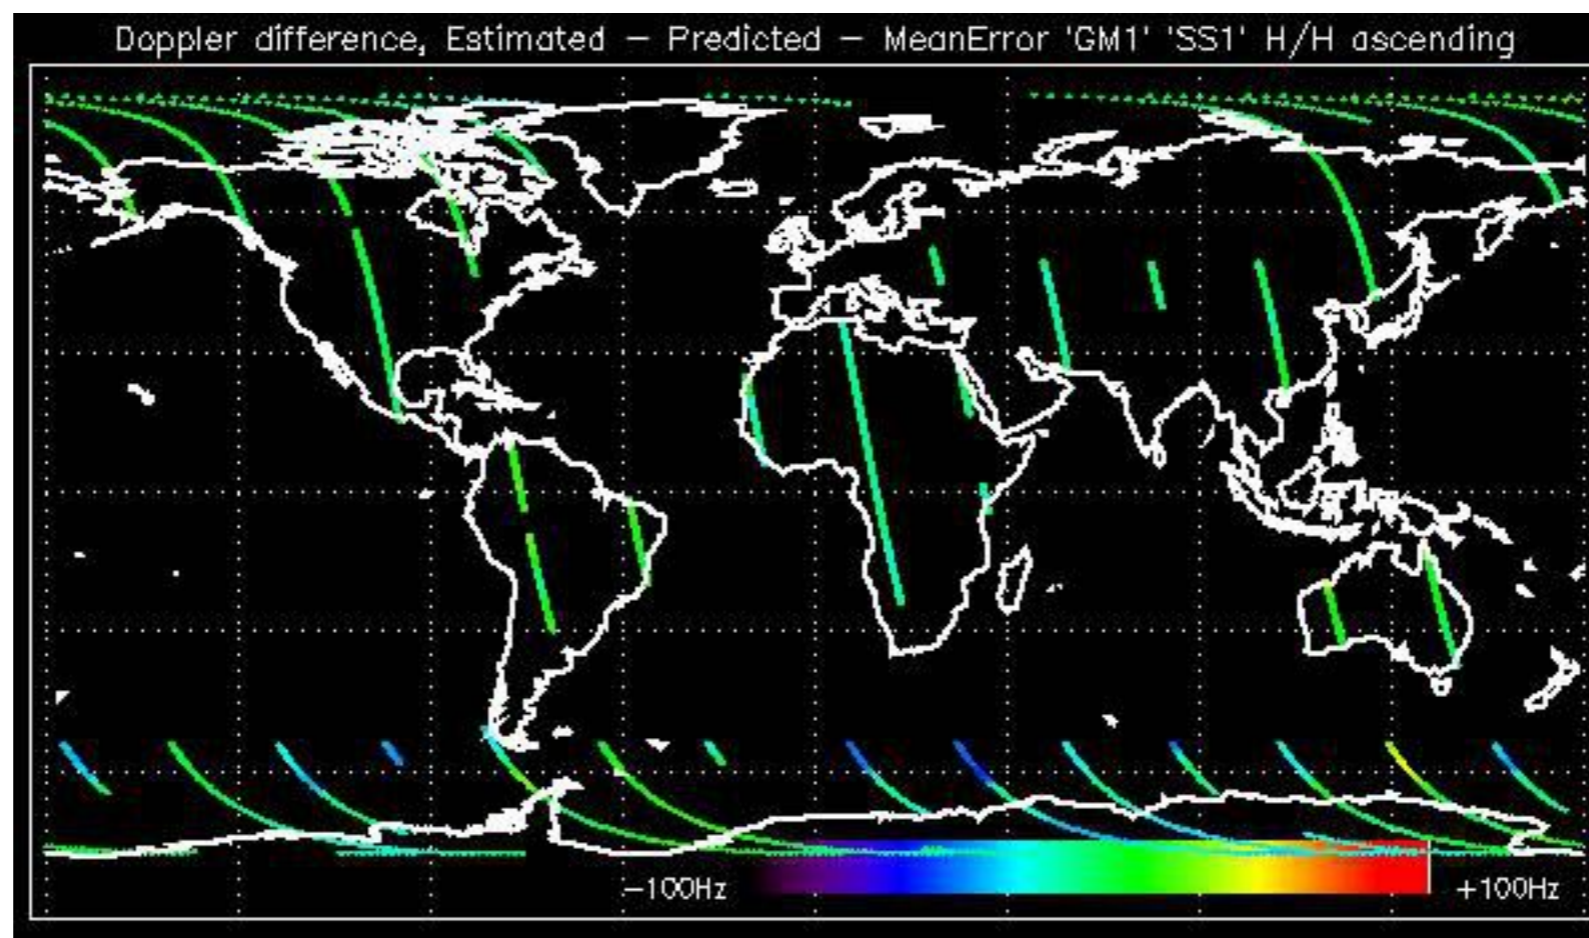 Doppler difference, Estimated – Predicted – MeanError 'GM1' 'SS1' H/H ascending
–100Hz
+100Hz